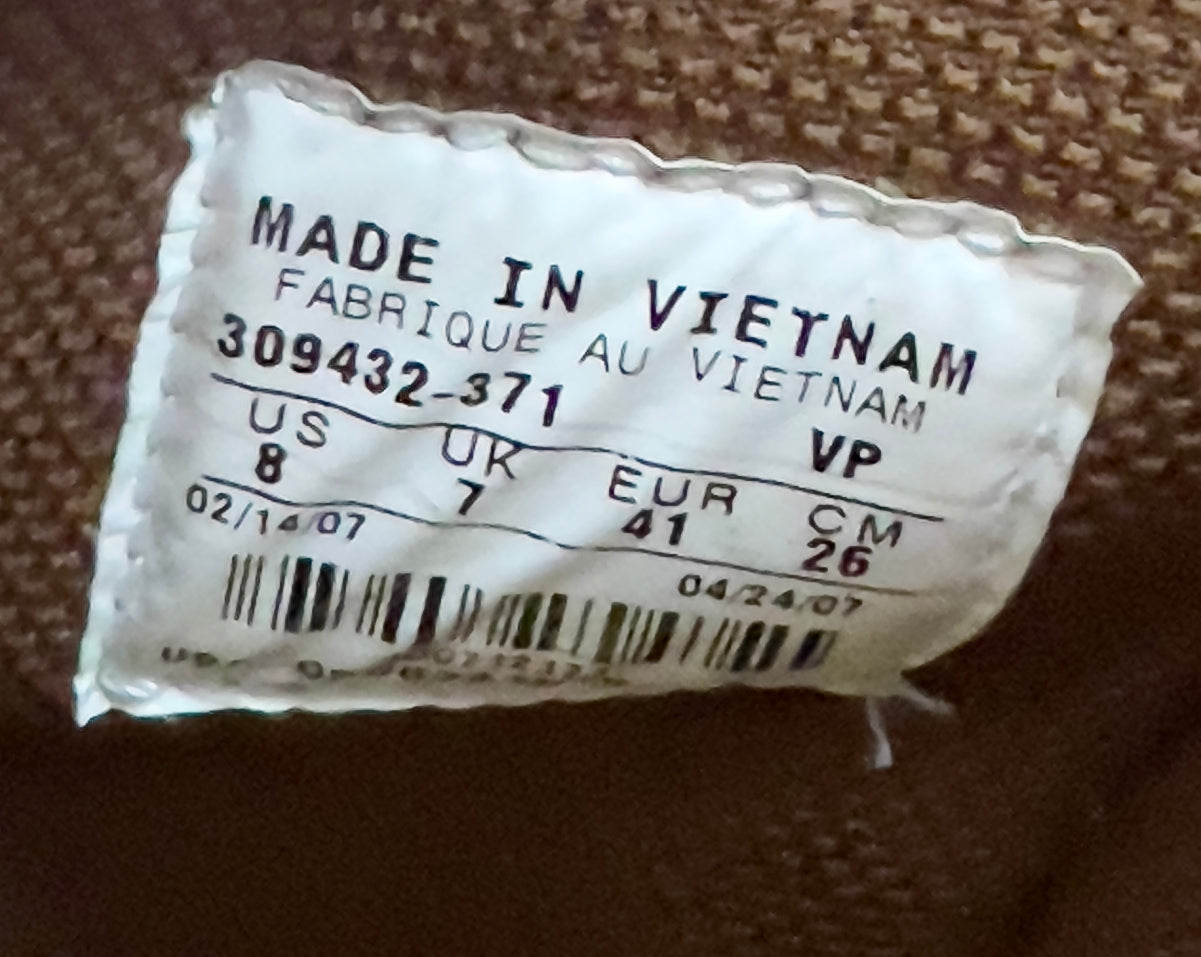 MADE IN VIETNAM
FABRIQUE AU VIETNAM
309432-371 VP
US UK EUR CM
8 7 41 26
02/14/07 04/24/07